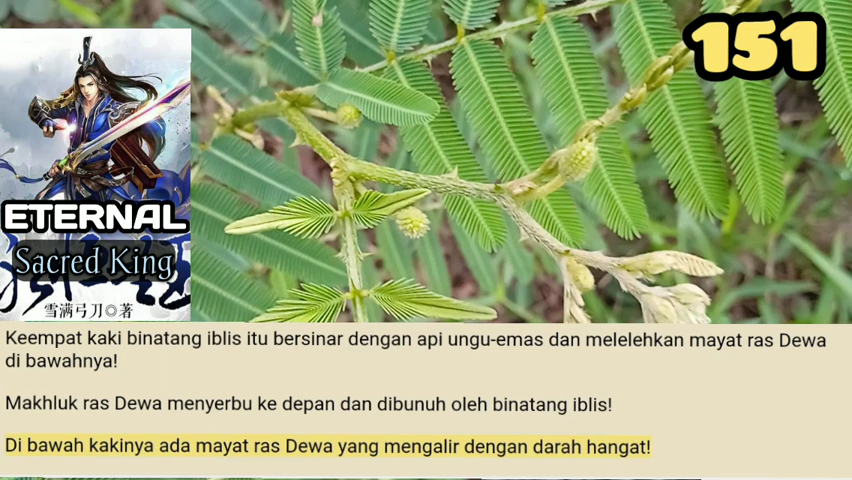 151
ETERNAL
Sacred King
雪满弓刀◎著
Keempat kaki binatang iblis itu bersinar dengan api ungu-emas dan melelehkan mayat ras Dewa
di bawahnya!
Makhluk ras Dewa menyerbu ke depan dan dibunuh oleh binatang iblis!
Di bawah kakinya ada mayat ras Dewa yang mengalir dengan darah hangat!